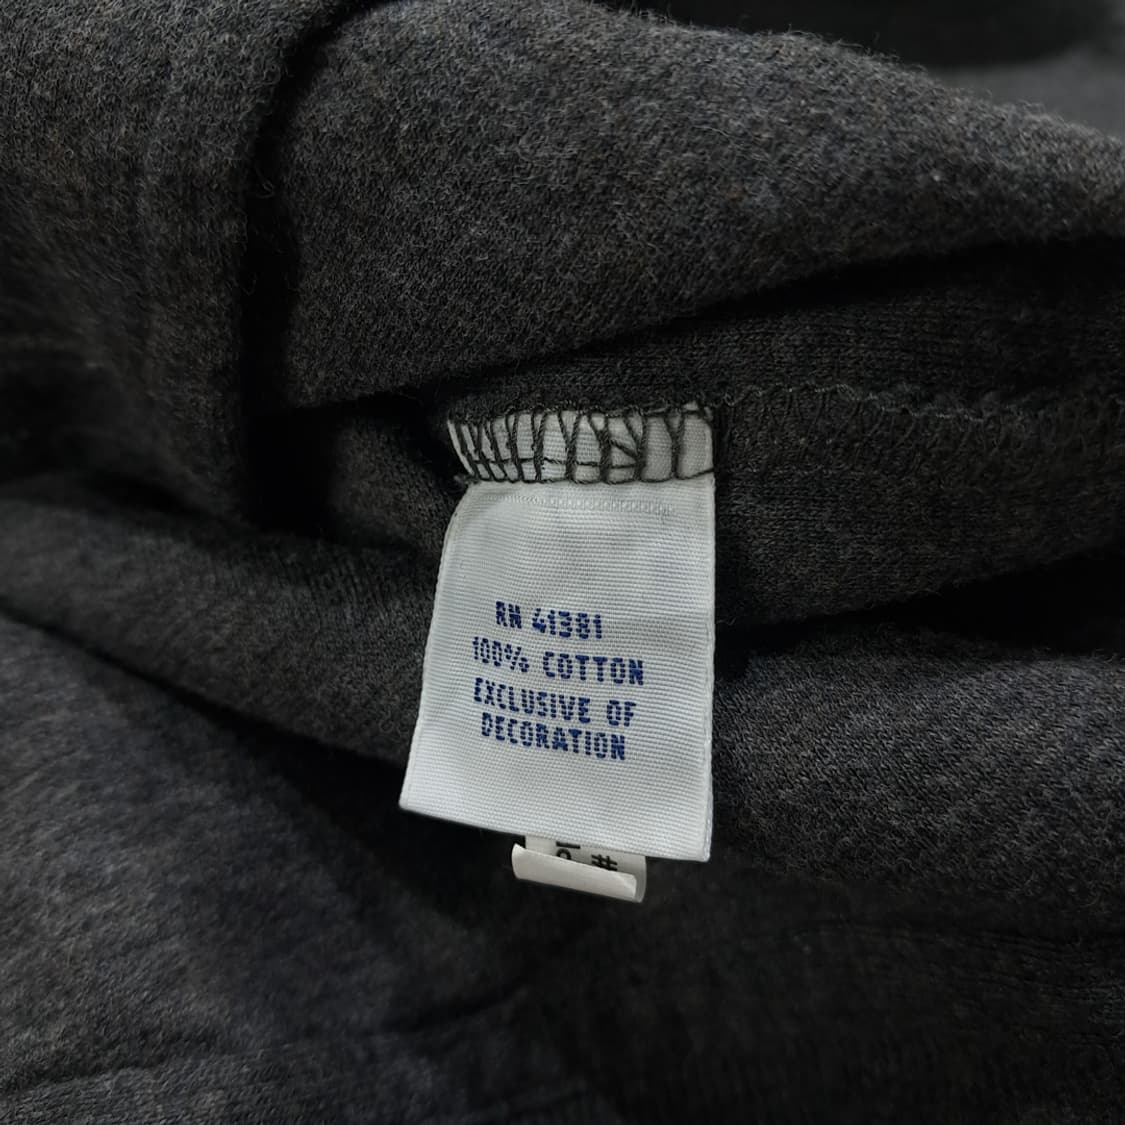 RN 41381
100% COTTON
EXCLUSIVE OF
DECORATION
#